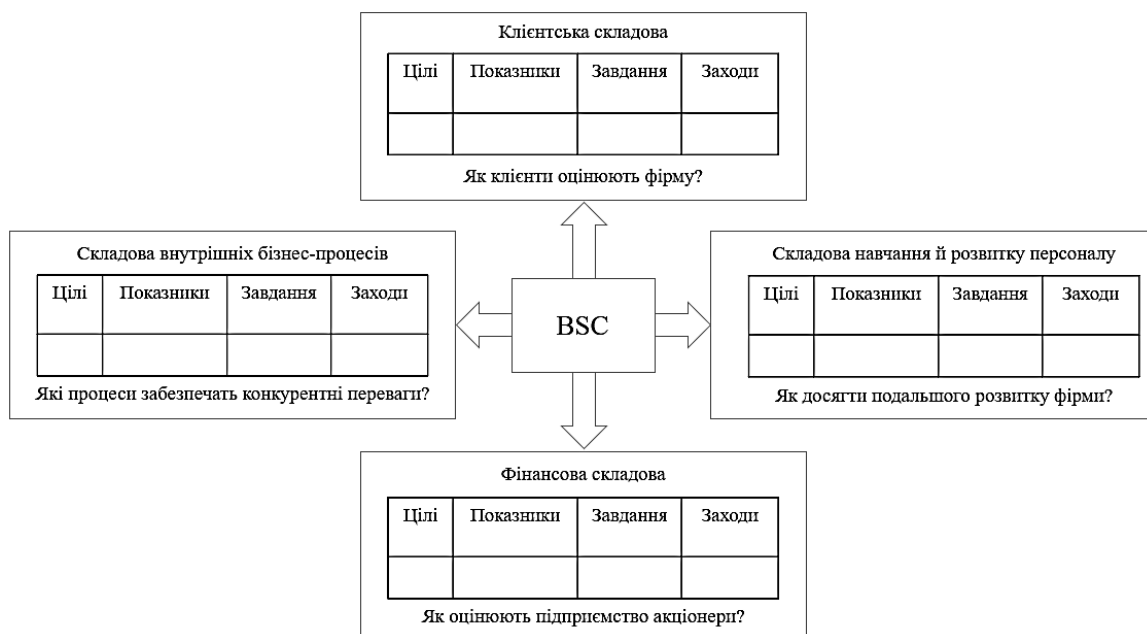 Клієнтська складова
Цілі Показники Завдання Заходи
Як клієнти оцінюють фірму?
Складова внутрішніх бізнес-процесів
Цілі Показники Завдання Заходи
Які процеси забезпечать конкурентні переваги?
BSC
Складова навчання й розвитку персоналу
Цілі Показники Завдання Заходи
Як досягти подальшого розвитку фірми?
Фінансова складова
Цілі Показники Завдання Заходи
Як оцінюють підприємство акціонери?